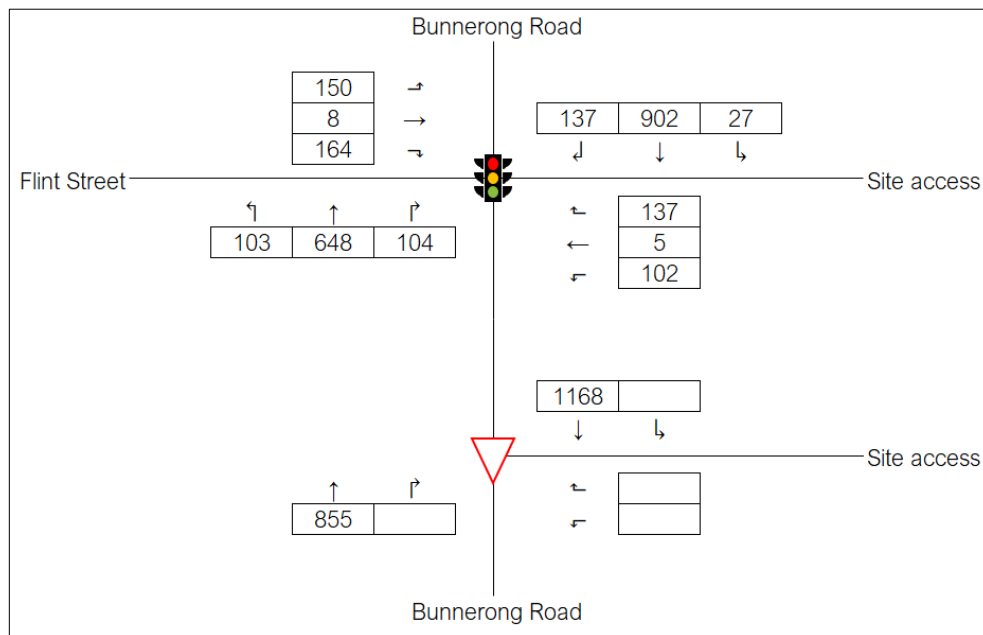 Bunnerong Road
150
8
164
137 902 27
Flint Street
Site access
103 648 104
137
5
102
1168
Site access
855
Bunnerong Road